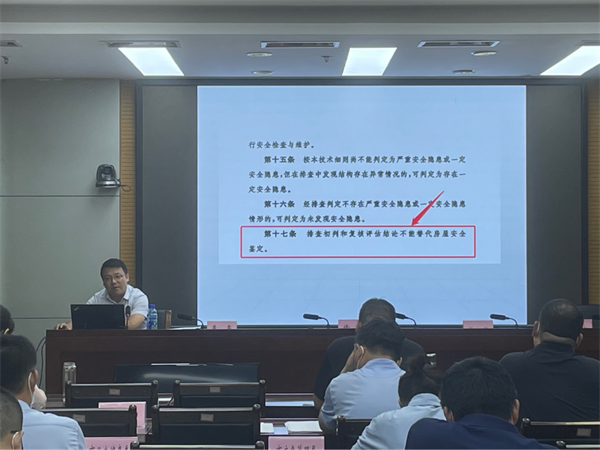 行安全检查与维护。
第十五条 按本技术细则尚不能判定为严重安全隐患或一定
安全隐患,但在排查中发现结构存在异常情况的,可判定为存在一
定安全隐患。
第十六条 经排查判定不存在严重安全隐患或一定安全隐患
情形的,可判定为未发现安全隐患。
第十七条 排查初判和复核评估结论不能替代房屋安全
鉴定。